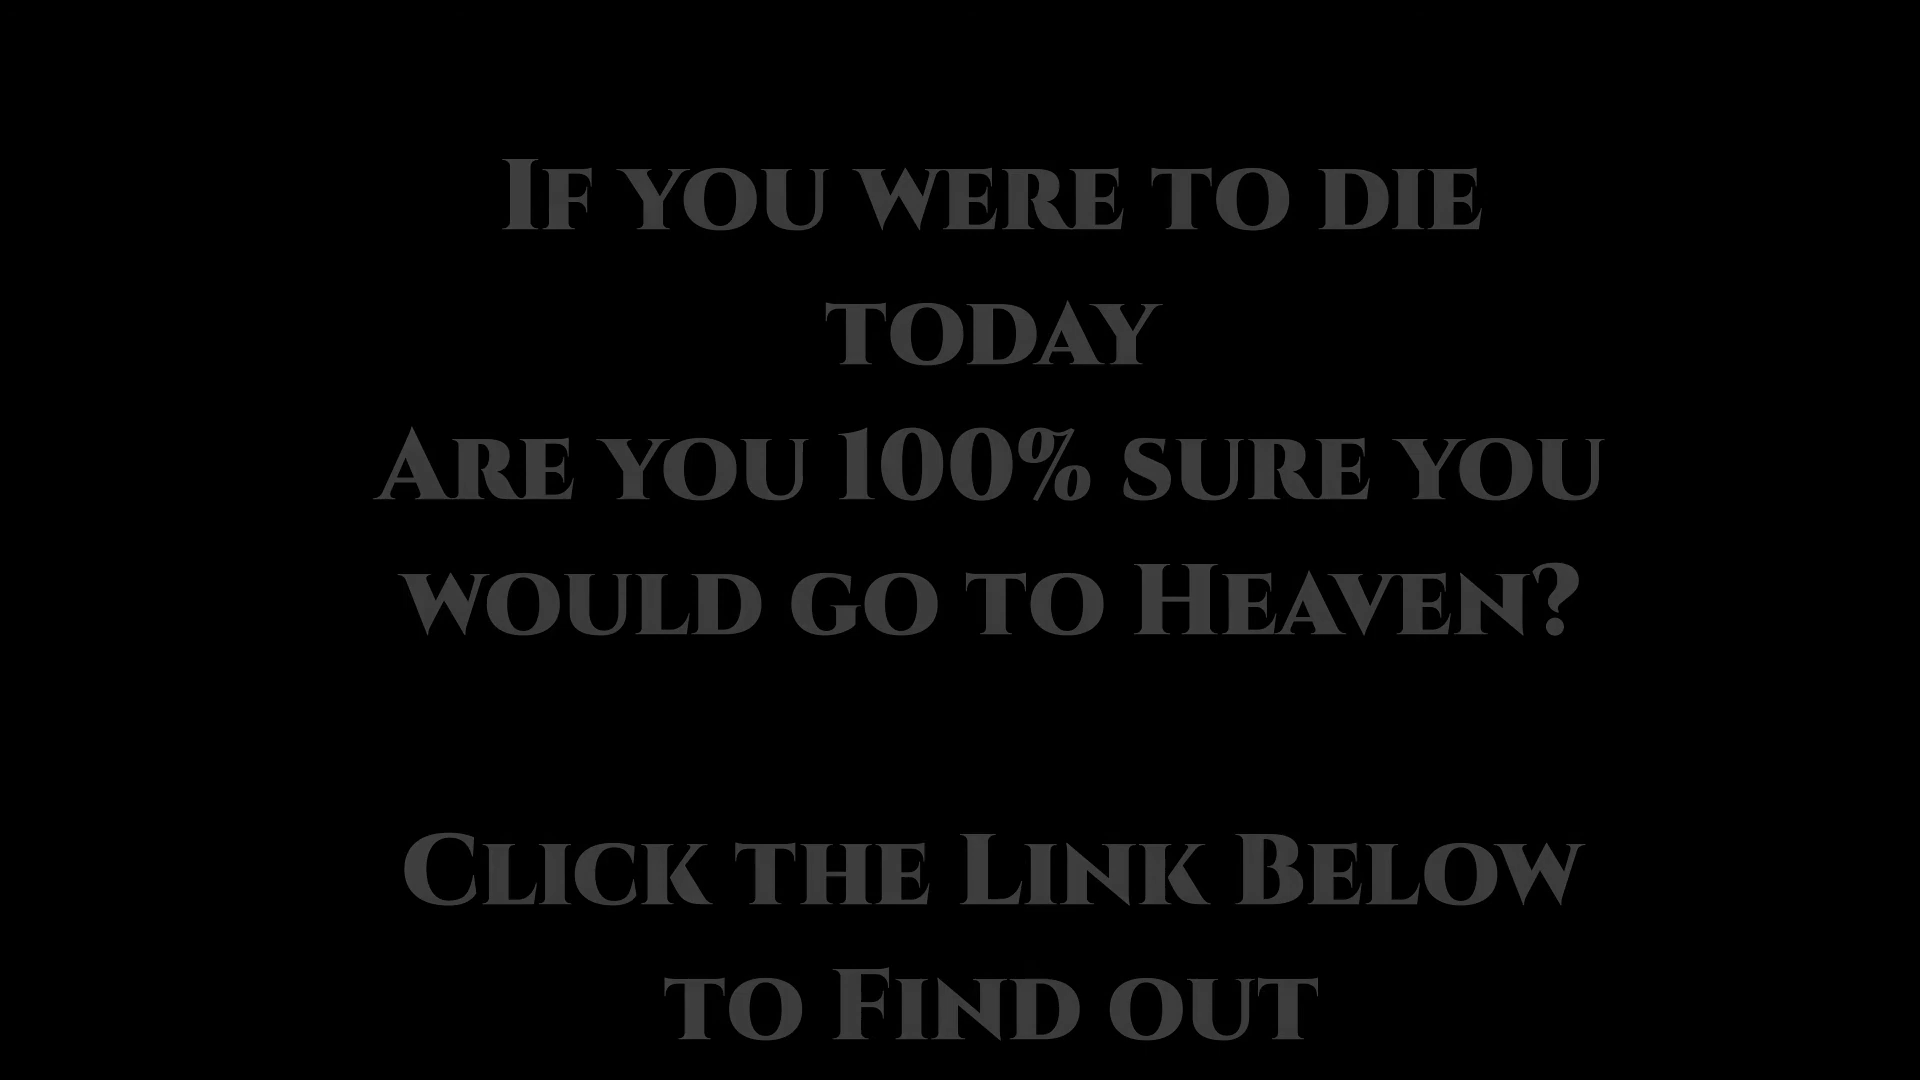 If you were to die
today
Are you 100% sure you
would go to Heaven?
Click the Link Below
to Find out